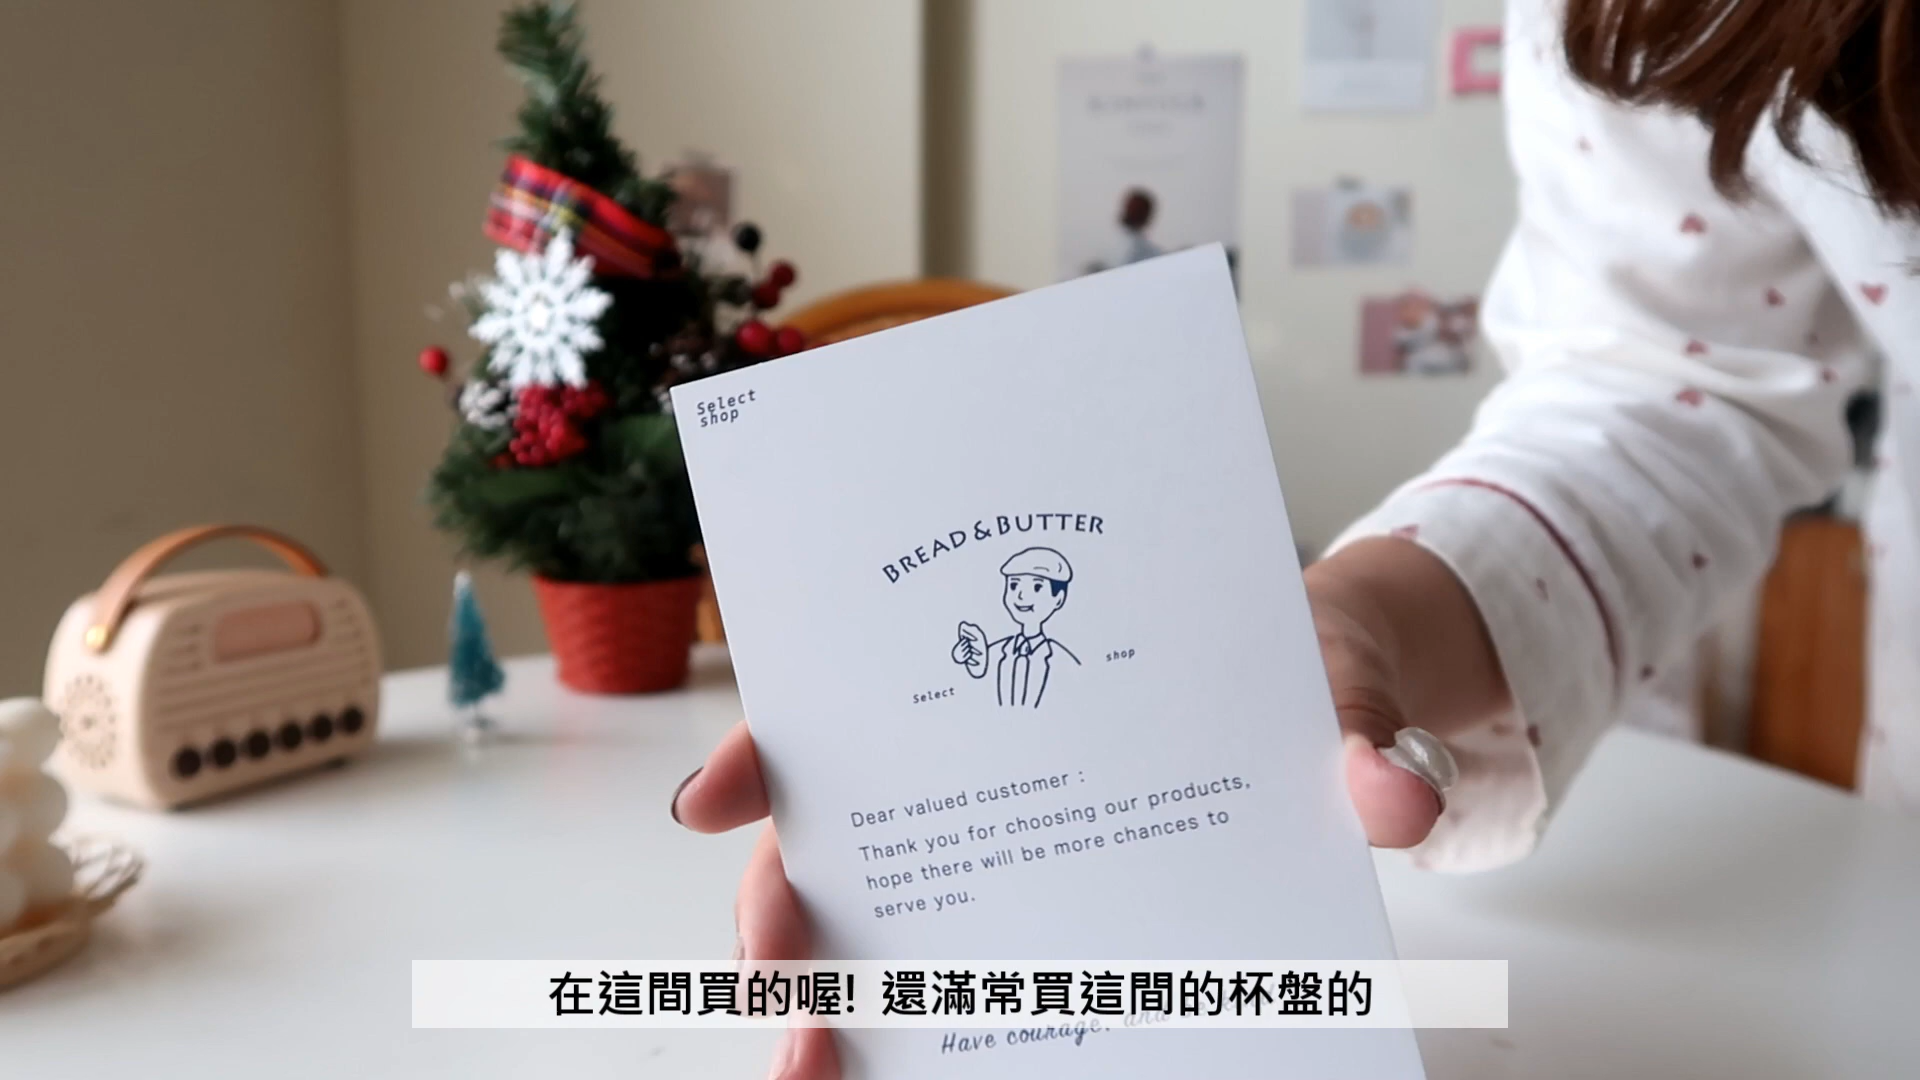 Select
shop
BREAD & BUTTER
Select
shop
Dear valued customer :
Thank you for choosing our products,
hope there will be more chances to
serve you.
在這間買的喔! 還滿常買這間的杯盤的
Have courage, and